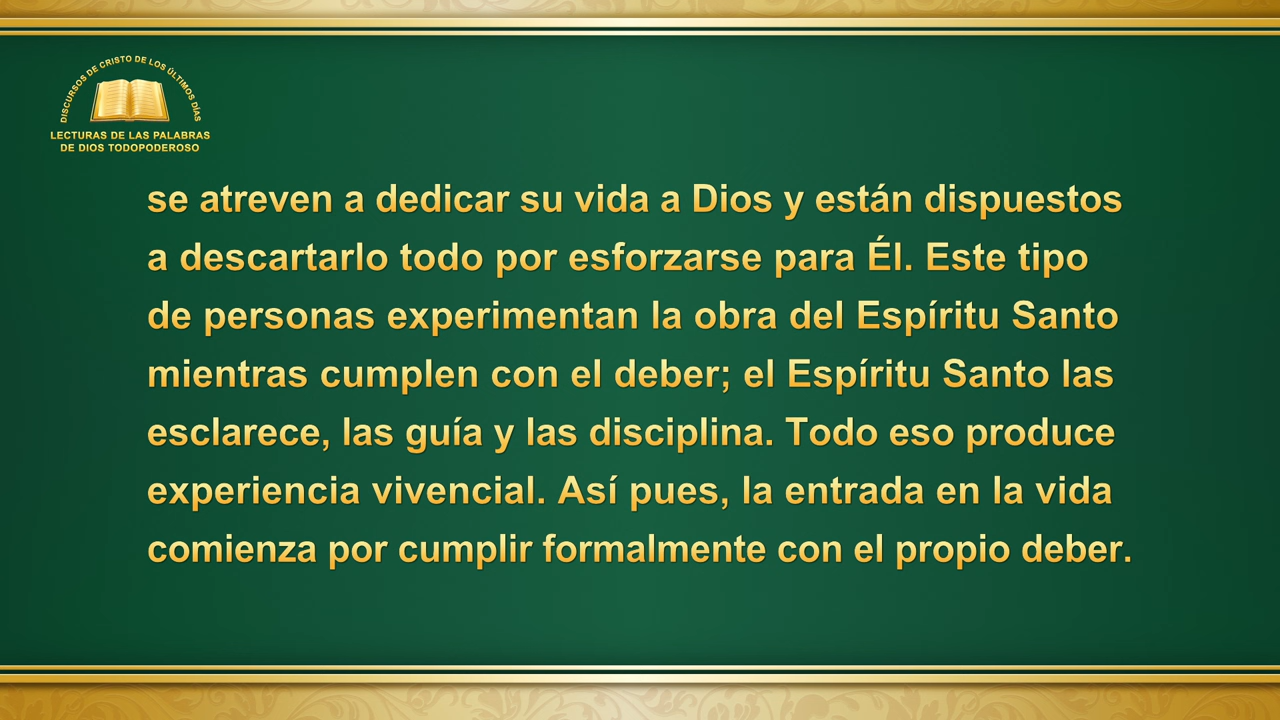 DISCURSOS DE CRISTO DE LOS ÚLTIMOS DÍAS
LECTURAS DE LAS PALABRAS
DE DIOS TODOPODEROSO
se atreven a dedicar su vida a Dios y están dispuestos
a descartarlo todo por esforzarse para Él. Este tipo
de personas experimentan la obra del Espíritu Santo
mientras cumplen con el deber; el Espíritu Santo las
esclarece, las guía y las disciplina. Todo eso produce
experiencia vivencial. Así pues, la entrada en la vida
comienza por cumplir formalmente con el propio deber.